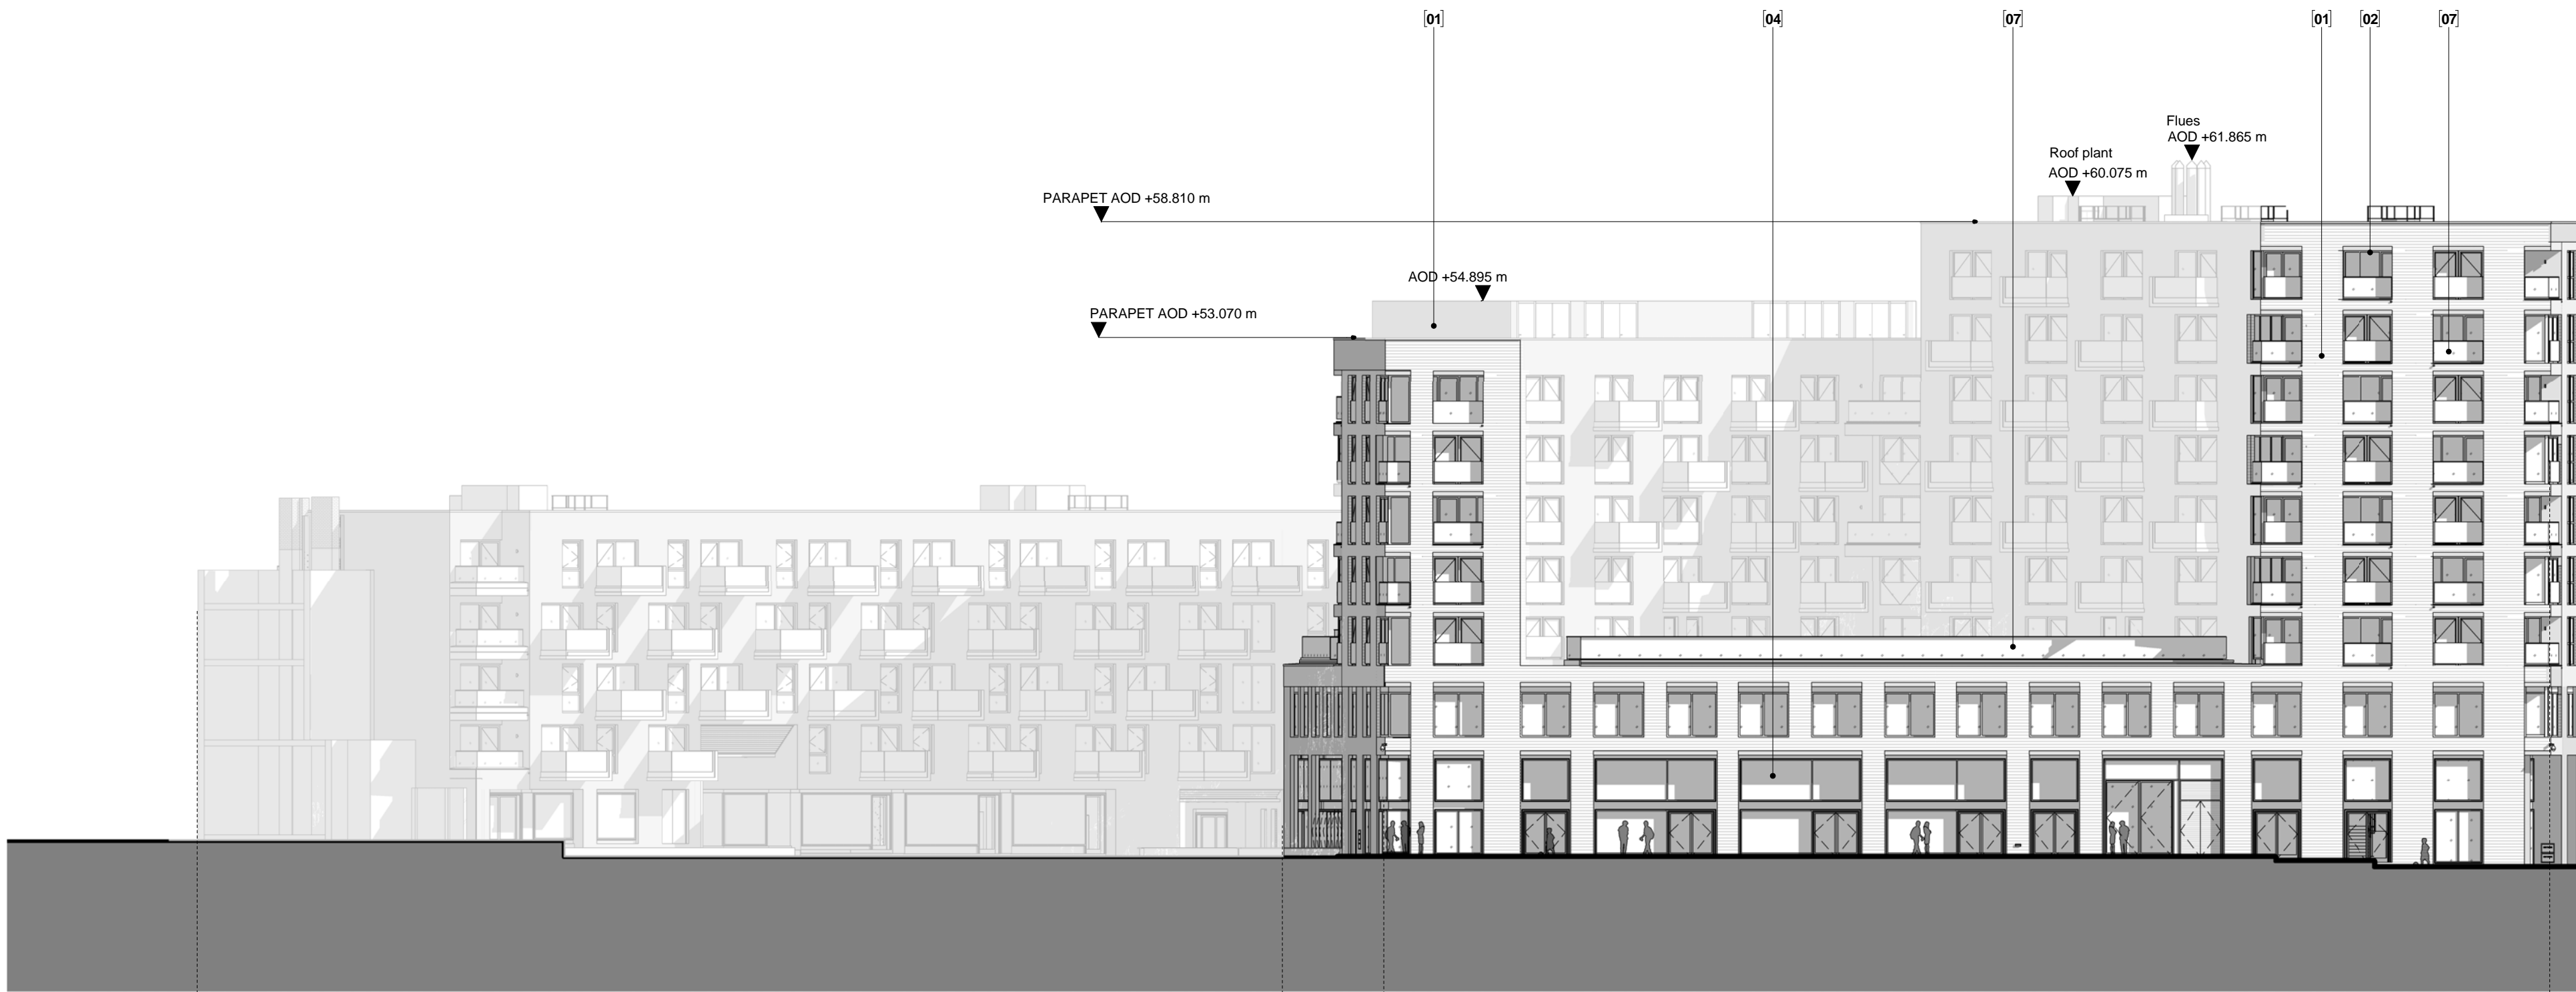 [01] [04] [07] [01] [02] [07]
Flues
AOD +61.865 m
Roof plant
AOD +60.075 m
PARAPET AOD +58.810 m
AOD +54.895 m
PARAPET AOD +53.070 m